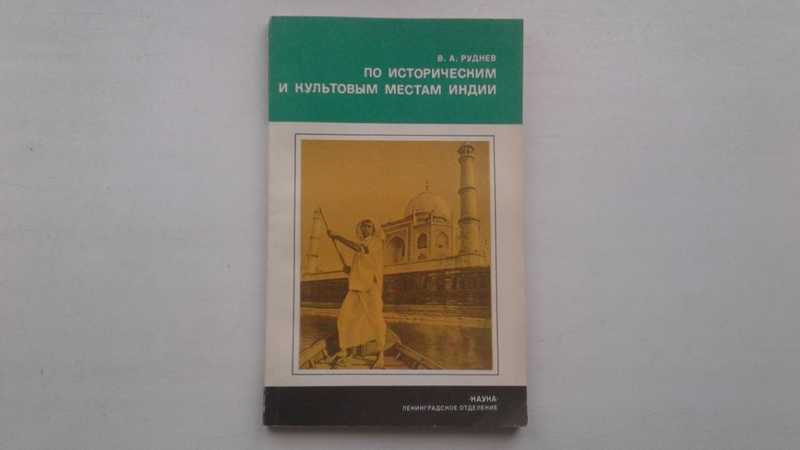 В. А. РУДНЕВ
ПО ИСТОРИЧЕСКИМ
И КУЛЬТОВЫМ МЕСТАМ ИНДИИ
·НАУКА·
ЛЕНИНГРАДСКОЕ ОТДЕЛЕНИЕ